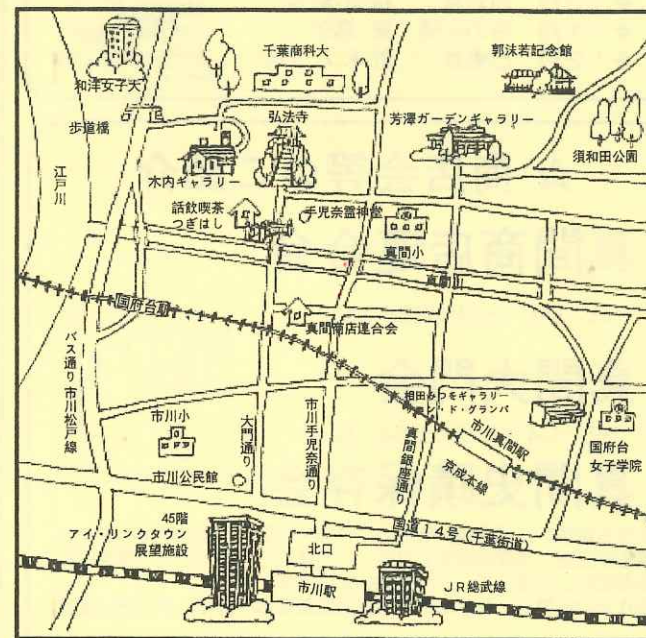 和洋女子大
千葉商科大
郭沫若記念館
歩道橋
弘法寺
芳澤ガーデンギャラリー
須和田公園
江戸川
木内ギャラリー
話飲喫茶
つぎはし
手児奈霊神堂
真間小
真間川
国府台駅
真間商店連合会
バス通り市川松戸線
相田みつをギャラリー
ン・ド・グランパ
市川小
大門通り
市川手児奈通り
真間銀座通り
市川真間駅
京成本線
国府台
女子学院
市川公民館
国道14号(千葉街道)
45階
アイ・リンクタウン
展望施設
北口
市川駅
JR総武線